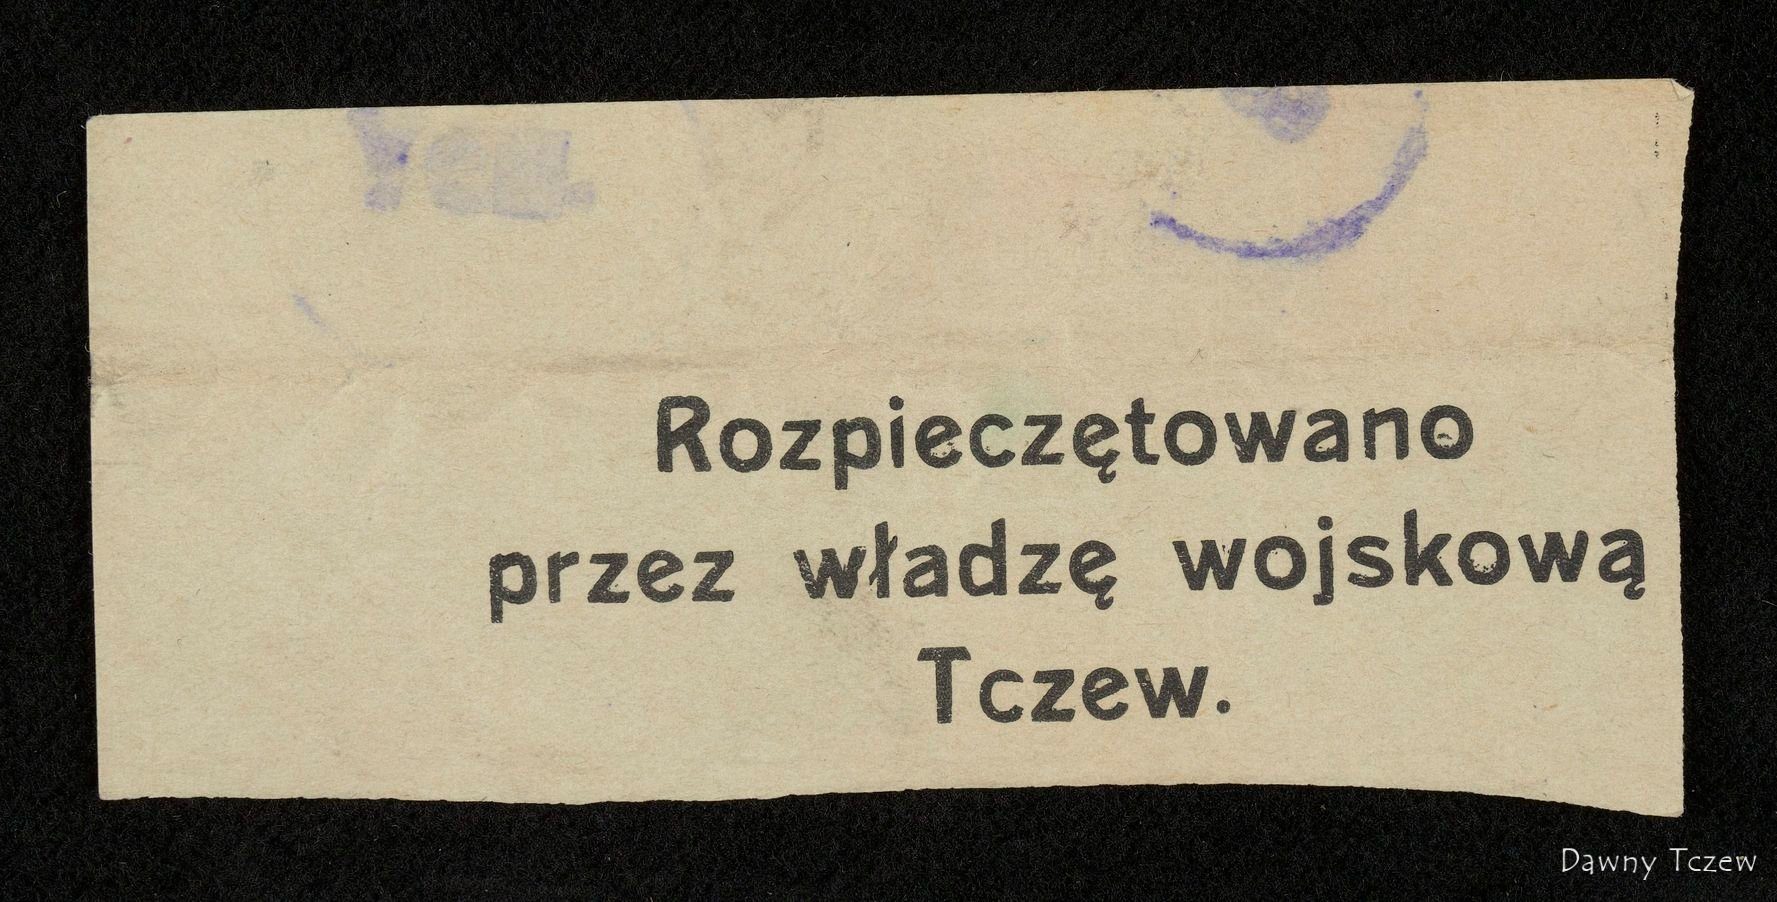 Rozpieczętowano
przez władzę wojskową
Tczew.
Dawny Tczew